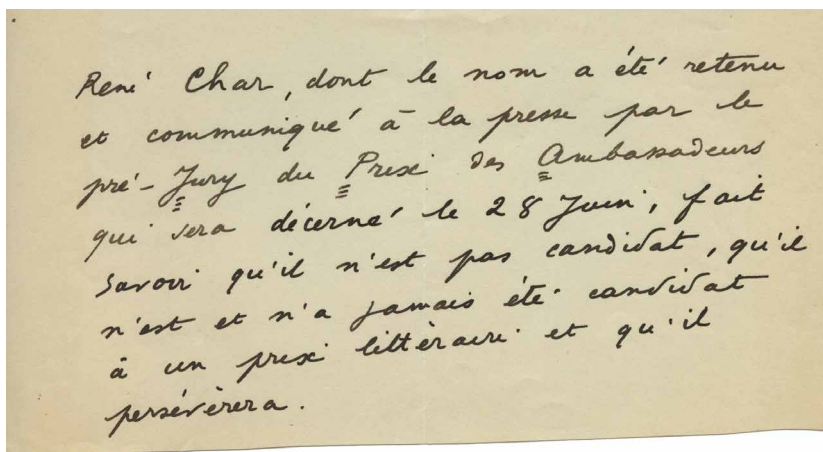 René Char, dont le nom a été retenu
et communiqué à la presse par le
pré-Jury du Prix des Ambassadeurs
qui sera décerné le 28 Juin, fait
savoir qu'il n'est pas candidat, qu'il
n'est et n'a jamais été candidat
à un prix littéraire et qu'il
persévèrera.